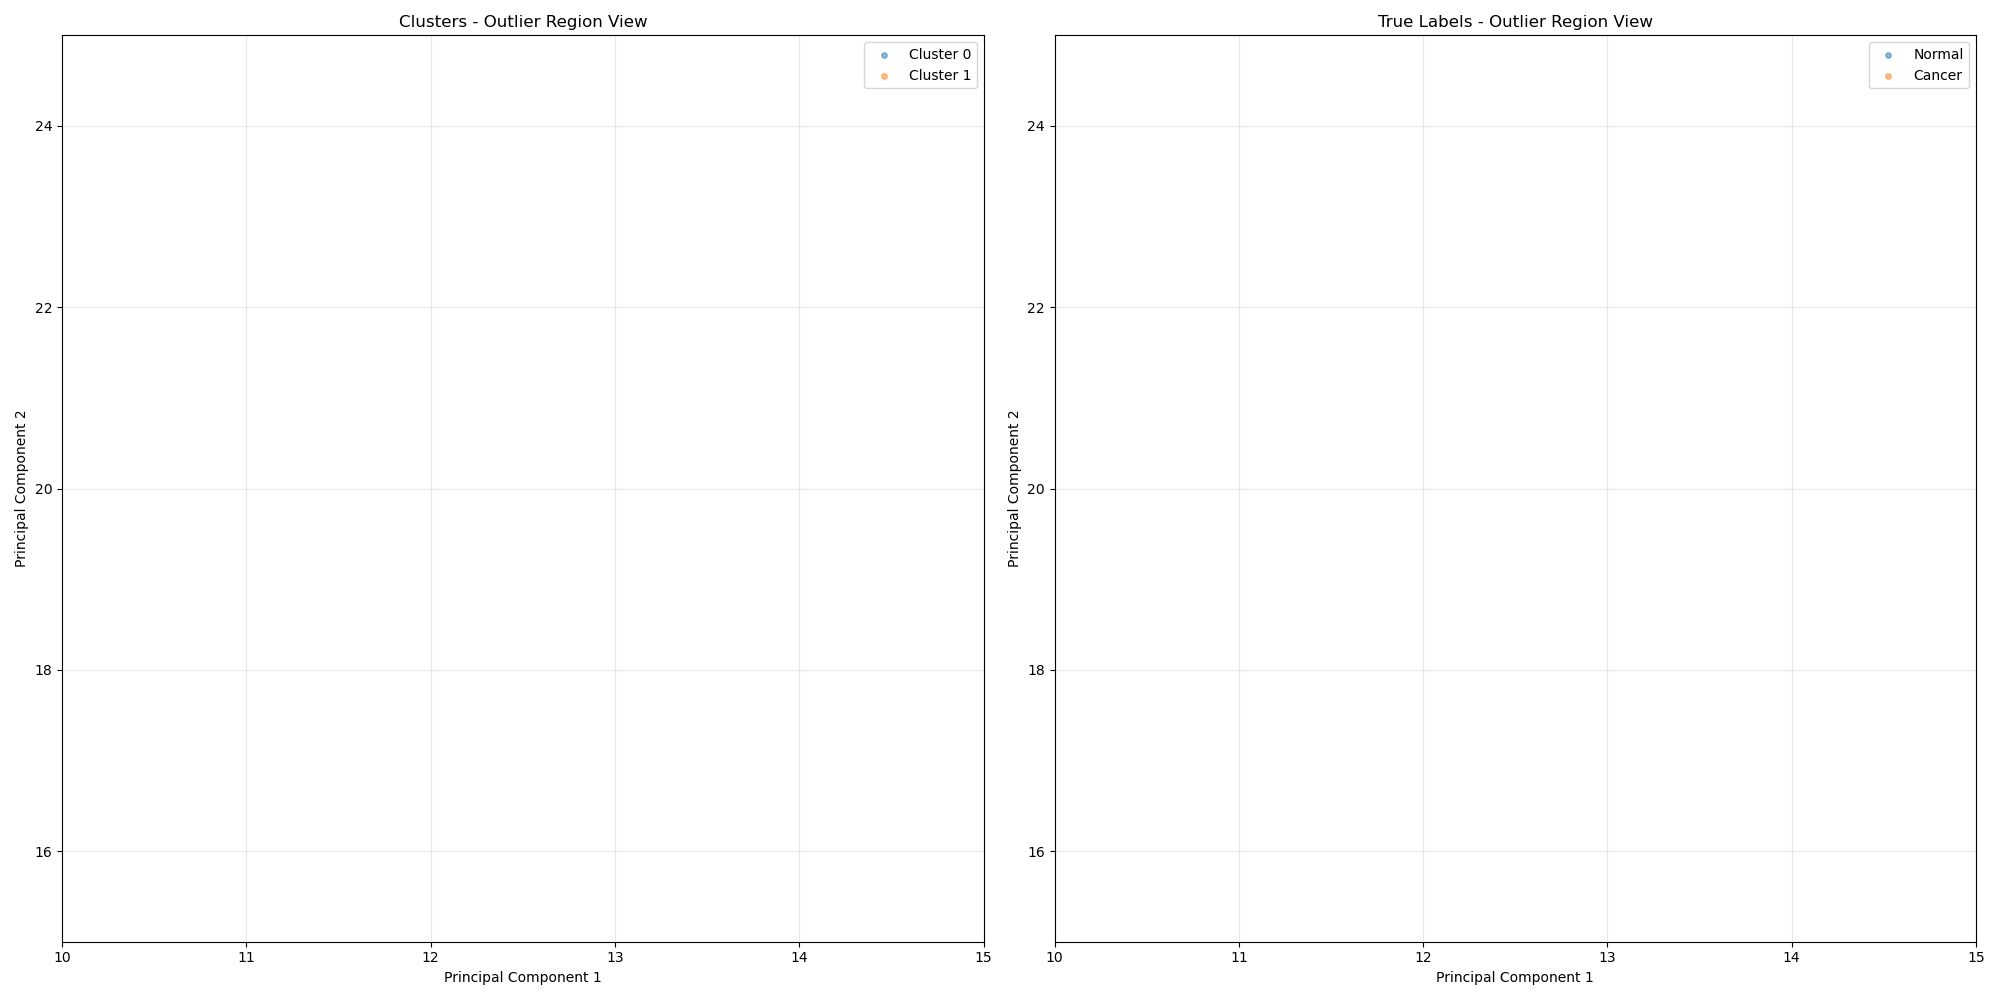 Clusters - Outlier Region View
Cluster 0
Cluster 1
24
22
20
18
16
Principal Component 2
10 11 12 13 14 15
Principal Component 1
True Labels - Outlier Region View
Normal
Cancer
24
22
20
18
16
Principal Component 2
10 11 12 13 14 15
Principal Component 1